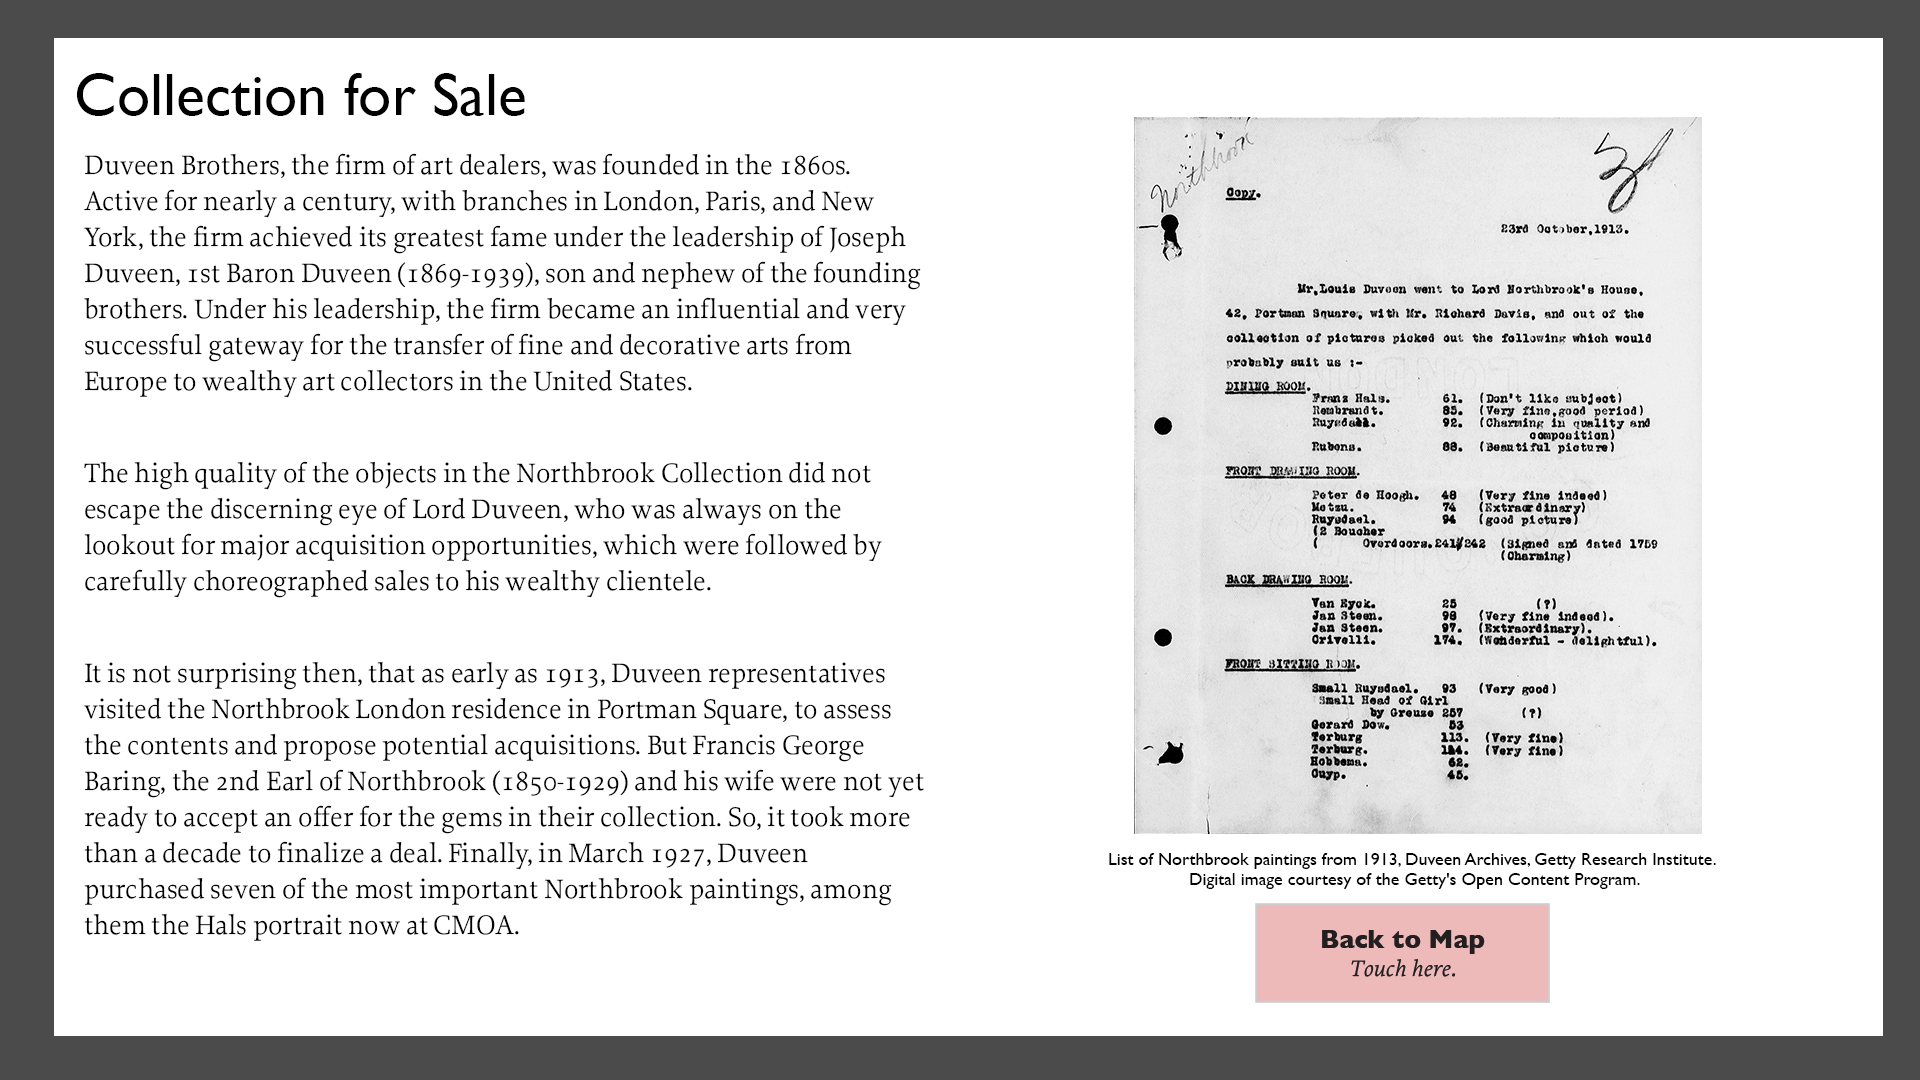 Collection for Sale
Duveen Brothers, the firm of art dealers, was founded in the 1860s.
Active for nearly a century, with branches in London, Paris, and New
York, the firm achieved its greatest fame under the leadership of Joseph
Duveen, 1st Baron Duveen (1869-1939), son and nephew of the founding
brothers. Under his leadership, the firm became an influential and very
successful gateway for the transfer of fine and decorative arts from
Europe to wealthy art collectors in the United States.
The high quality of the objects in the Northbrook Collection did not
escape the discerning eye of Lord Duveen, who was always on the
lookout for major acquisition opportunities, which were followed by
carefully choreographed sales to his wealthy clientele.
It is not surprising then, that as early as 1913, Duveen representatives
visited the Northbrook London residence in Portman Square, to assess
the contents and propose potential acquisitions. But Francis George
Baring, the 2nd Earl of Northbrook (1850-1929) and his wife were not yet
ready to accept an offer for the gems in their collection. So, it took more
than a decade to finalize a deal. Finally, in March 1927, Duveen
purchased seven of the most important Northbrook paintings, among
them the Hals portrait now at CMOA.
Northbrook
Copy.
23rd October,1913.
Mr.Louis Duveen went to Lord Northbrook's House,
42, Portman Square, with Mr. Richard Davis, and out of the
collection of pictures picked out the following which would
probably suit us :-
DINING ROOM.
Franz Hals. 61. (Don't like subject)
Rembrandt. 85. (Very fine,good period)
Ruysdael. 92. (Charming in quality and
composition)
Rubens. 88. (Beautiful picture)
FRONT DRAWING ROOM.
Peter de Hoogh. 48 (Very fine indeed)
Metzu. 74 (Extraordinary)
Ruysdael. 94 (good picture)
(2 Boucher
( Overdoors.241/242 (Signed and dated 1759
(Charming)
BACK DRAWING ROOM.
Van Eyck. 25 (?)
Jan Steen. 98 (Very fine indeed).
Jan Steen. 97. (Extraordinary).
Crivelli. 174. (Wonderful - delightful).
FRONT SITTING ROOM.
Small Ruysdael. 93 (Very good)
Small Head of Girl
by Greuze 257 (?)
Gerard Dow. 53
Terburg 113. (Very fine)
Terburg. (Very fine)
Hobbema. 62.
Cuyp. 45.
List of Northbrook paintings from 1913, Duveen Archives, Getty Research Institute.
Digital image courtesy of the Getty's Open Content Program.
Back to Map
Touch here.